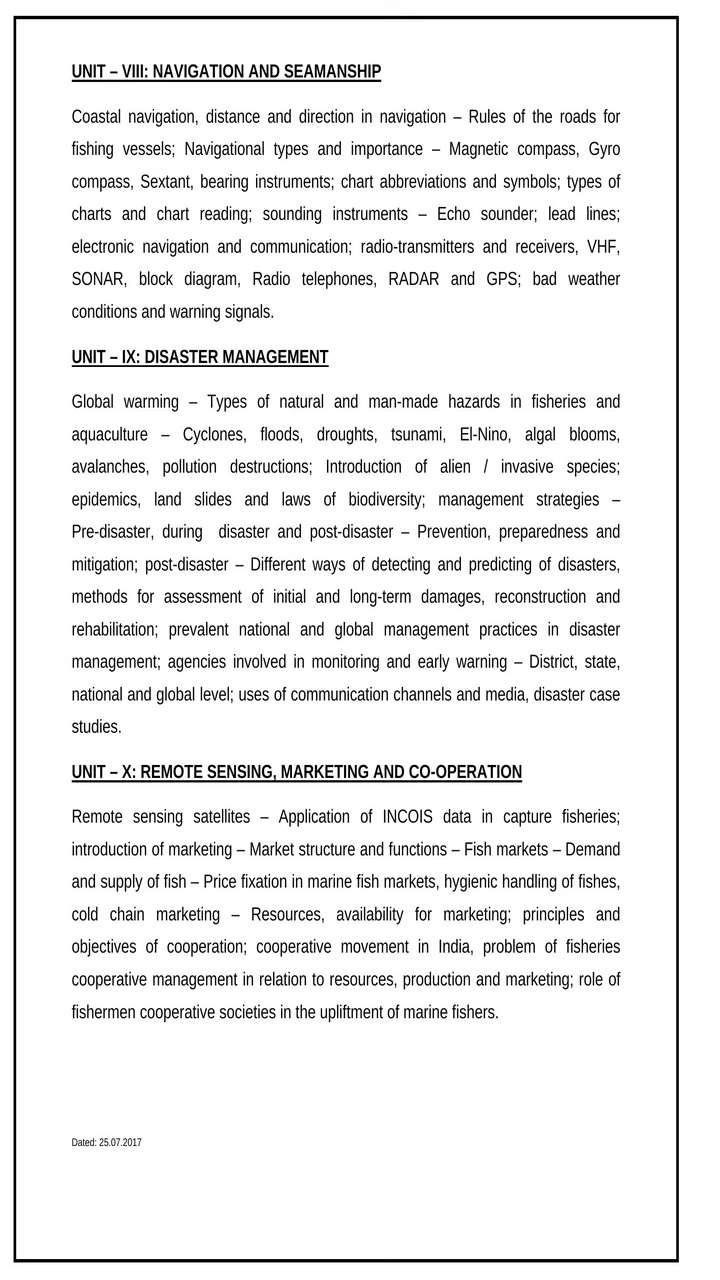 UNIT – VIII: NAVIGATION AND SEAMANSHIP
Coastal navigation, distance and direction in navigation – Rules of the roads for
fishing vessels; Navigational types and importance – Magnetic compass, Gyro
compass, Sextant, bearing instruments; chart abbreviations and symbols; types of
charts and chart reading; sounding instruments – Echo sounder; lead lines;
electronic navigation and communication; radio-transmitters and receivers, VHF,
SONAR, block diagram, Radio telephones, RADAR and GPS; bad weather
conditions and warning signals.
UNIT – IX: DISASTER MANAGEMENT
Global warming – Types of natural and man-made hazards in fisheries and
aquaculture – Cyclones, floods, droughts, tsunami, El-Nino, algal blooms,
avalanches, pollution destructions; Introduction of alien / invasive species;
epidemics, land slides and laws of biodiversity; management strategies –
Pre-disaster, during disaster and post-disaster – Prevention, preparedness and
mitigation; post-disaster – Different ways of detecting and predicting of disasters,
methods for assessment of initial and long-term damages, reconstruction and
rehabilitation; prevalent national and global management practices in disaster
management; agencies involved in monitoring and early warning – District, state,
national and global level; uses of communication channels and media, disaster case
studies.
UNIT – X: REMOTE SENSING, MARKETING AND CO-OPERATION
Remote sensing satellites – Application of INCOIS data in capture fisheries;
introduction of marketing – Market structure and functions – Fish markets – Demand
and supply of fish – Price fixation in marine fish markets, hygienic handling of fishes,
cold chain marketing – Resources, availability for marketing; principles and
objectives of cooperation; cooperative movement in India, problem of fisheries
cooperative management in relation to resources, production and marketing; role of
fishermen cooperative societies in the upliftment of marine fishers.
Dated: 25.07.2017